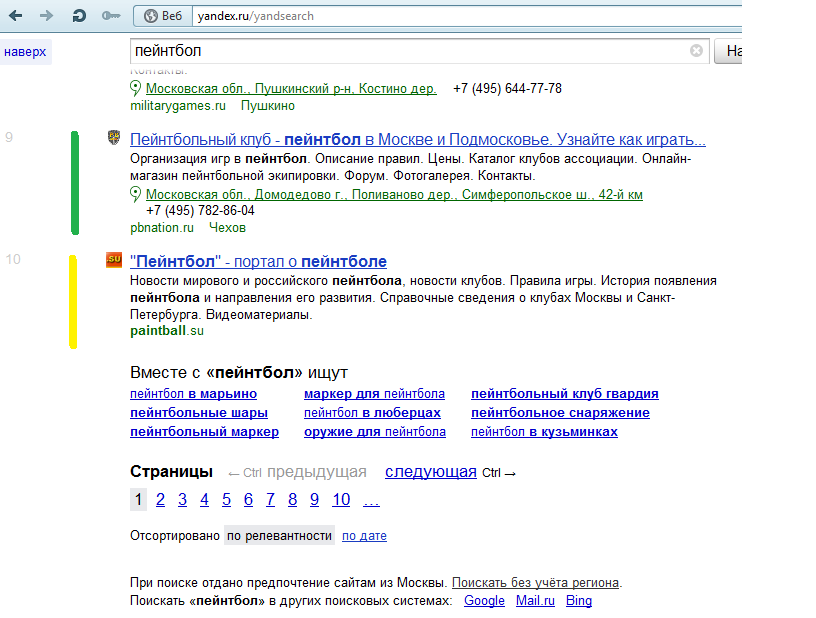 Веб
yandex.ru/yandsearch
наверх
пейнтбол
На
Контакты.
Московская обл., Пушкинский р-н, Костино дер. +7 (495) 644-77-78
militarygames.ru Пушкино
9
Пейнтбольный клуб - пейнтбол в Москве и Подмосковье. Узнайте как играть...
Организация игр в пейнтбол. Описание правил. Цены. Каталог клубов ассоциации. Онлайн-
магазин пейнтбольной экипировки. Форум. Фотогалерея. Контакты.
Московская обл., Домодедово г., Поливаново дер., Симферопольское ш., 42-й км
+7 (495) 782-86-04
pbnation.ru Чехов
10
.SU
"Пейнтбол" - портал о пейнтболе
Новости мирового и российского пейнтбола, новости клубов. Правила игры. История появления
пейнтбола и направления его развития. Справочные сведения о клубах Москвы и Санкт-
Петербурга. Видеоматериалы.
paintball.su
Вместе с «пейнтбол» ищут
пейнтбол в марьино маркер для пейнтбола пейнтбольный клуб гвардия
пейнтбольные шары пейнтбол в люберцах пейнтбольное снаряжение
пейнтбольный маркер оружие для пейнтбола пейнтбол в кузьминках
Страницы ←Ctrl предыдущая следующая Ctrl→
1 2 3 4 5 6 7 8 9 10 ...
Отсортировано по релевантности по дате
При поиске отдано предпочтение сайтам из Москвы. Поискать без учёта региона.
Поискать «пейнтбол» в других поисковых системах: Google Mail.ru Bing